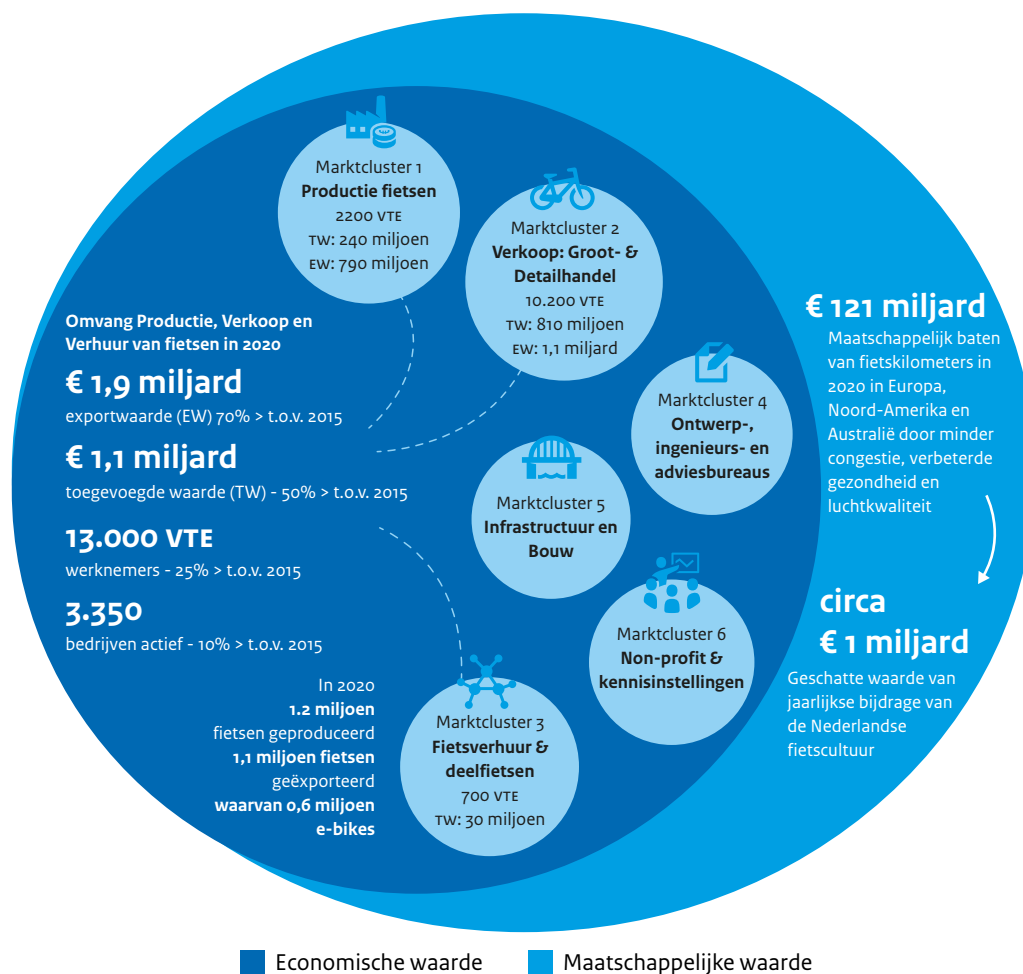 Marktcluster 1
Productie fietsen
2200 VTE
TW: 240 miljoen
EW: 790 miljoen
Marktcluster 2
Verkoop: Groot- &
Detailhandel
10.200 VTE
TW: 810 miljoen
EW: 1,1 miljard
Omvang Productie, Verkoop en
Verhuur van fietsen in 2020
€ 1,9 miljard
exportwaarde (EW) 70% > t.o.v. 2015
€ 1,1 miljard
toegevoegde waarde (TW) - 50% > t.o.v. 2015
13.000 VTE
werknemers - 25% > t.o.v. 2015
3.350
bedrijven actief - 10% > t.o.v. 2015
In 2020
1.2 miljoen
fietsen geproduceerd
1,1 miljoen fietsen
geëxporteerd
waarvan 0,6 miljoen
e-bikes
Marktcluster 4
Ontwerp-,
ingenieurs- en
adviesbureaus
Marktcluster 5
Infrastructuur en
Bouw
Marktcluster 6
Non-profit &
kennisinstellingen
Marktcluster 3
Fietsverhuur &
deelfietsen
700 VTE
TW: 30 miljoen
€ 121 miljard
Maatschappelijk baten
van fietskilometers in
2020 in Europa,
Noord-Amerika en
Australië door minder
congestie, verbeterde
gezondheid en
luchtkwaliteit
circa
€ 1 miljard
Geschatte waarde van
jaarlijkse bijdrage van
de Nederlandse
fietscultuur
Economische waarde
Maatschappelijke waarde